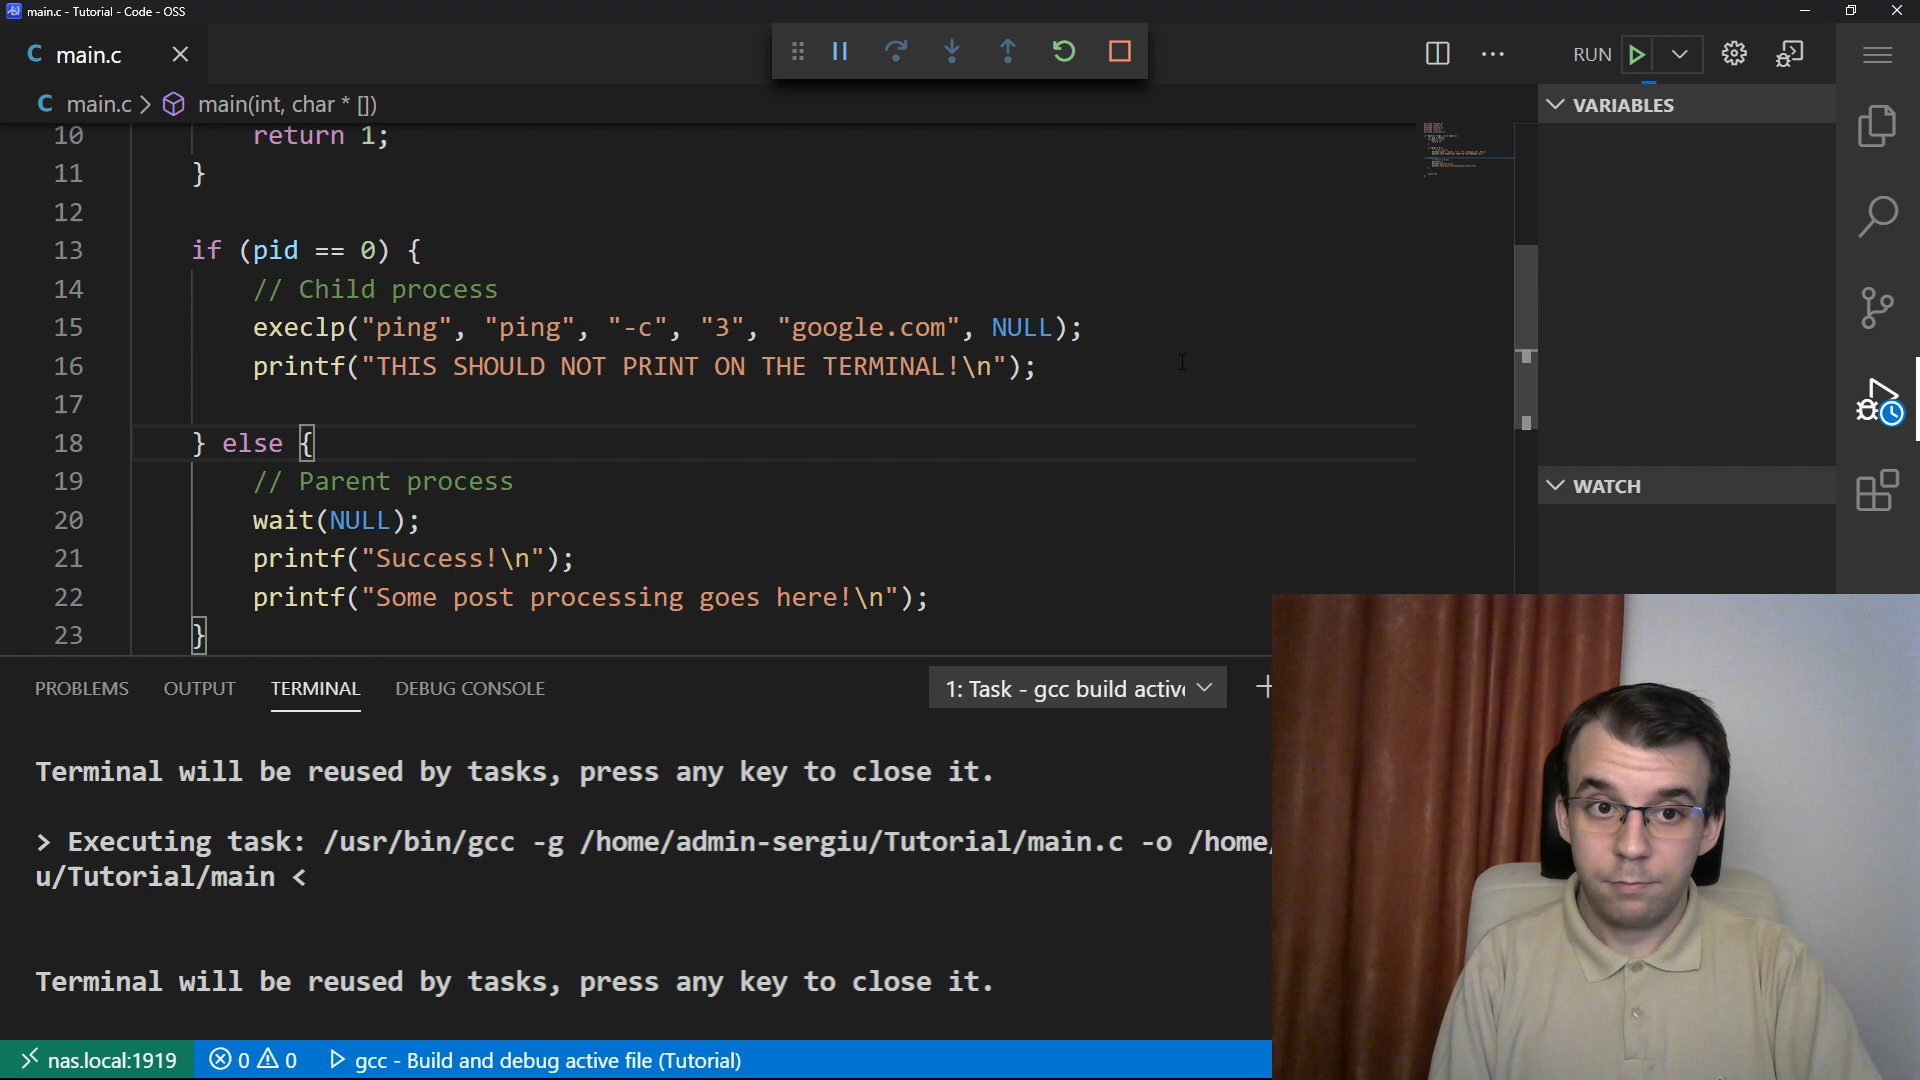 main.c - Tutorial - Code - OSS
C main.c
RUN
C main.c > main(int, char * [])
VARIABLES
10 return 1;
11 }
12
13 if (pid == 0) {
14 // Child process
15 execlp("ping", "ping", "-c", "3", "google.com", NULL);
16 printf("THIS SHOULD NOT PRINT ON THE TERMINAL!\n");
17
18 } else {
19 // Parent process
20 wait(NULL);
21 printf("Success!\n");
22 printf("Some post processing goes here!\n");
23 }
WATCH
PROBLEMS OUTPUT TERMINAL DEBUG CONSOLE 1: Task - gcc build active
Terminal will be reused by tasks, press any key to close it.
> Executing task: /usr/bin/gcc -g /home/admin-sergiu/Tutorial/main.c -o /home/
u/Tutorial/main <
Terminal will be reused by tasks, press any key to close it.
nas.local:1919 0 0 gcc - Build and debug active file (Tutorial)